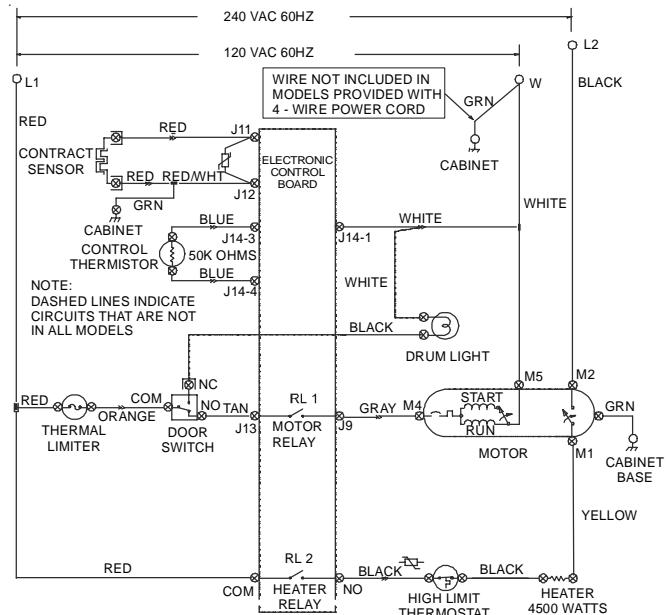 240 VAC 60HZ
L2
120 VAC 60HZ
L1
W
BLACK
WIRE NOT INCLUDED IN
MODELS PROVIDED WITH
4 - WIRE POWER CORD
GRN
CABINET
RED
RED
J11
CONTRACT
SENSOR
ELECTRONIC
CONTROL
BOARD
RED
RED/WHT
J12
GRN
CABINET
WHITE
BLUE
WHITE
J14-3
J14-1
CONTROL
THERMISTOR
50K OHMS
BLUE
J14-4
WHITE
NOTE:
DASHED LINES INDICATE
CIRCUITS THAT ARE NOT
IN ALL MODELS
BLACK
DRUM LIGHT
NC
M5
M2
RED
COM
NO
TAN
RL 1
GRAY
M4
START
GRN
ORANGE
RUN
THERMAL
LIMITER
DOOR
SWITCH
J13
MOTOR
RELAY
J9
MOTOR
M1
CABINET
BASE
YELLOW
RED
RL 2
BLACK
BLACK
COM
HEATER
RELAY
NO
HIGH LIMIT
THERMOSTAT
HEATER
4500 WATTS